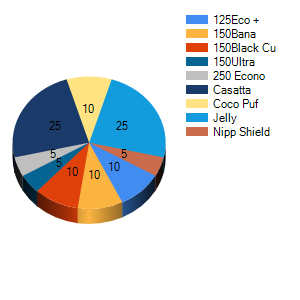 125Eco +
150Bana
150Black Cu
150Ultra
250 Econo
Casatta
Coco Puf
Jelly
Nipp Shield
10
25
25
5
5
5
10
10
10